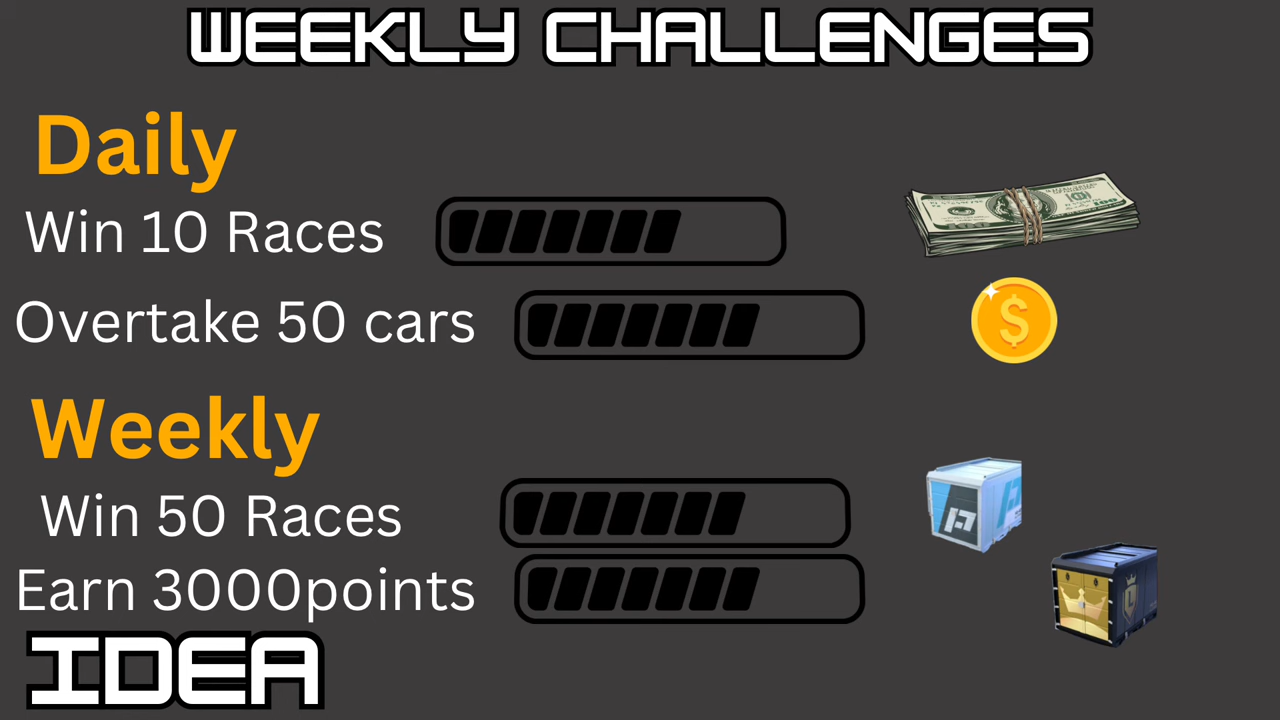 WEEKLY CHALLENGES
Daily
Win 10 Races
Overtake 50 cars
Weekly
Win 50 Races
Earn 3000points
IDEA